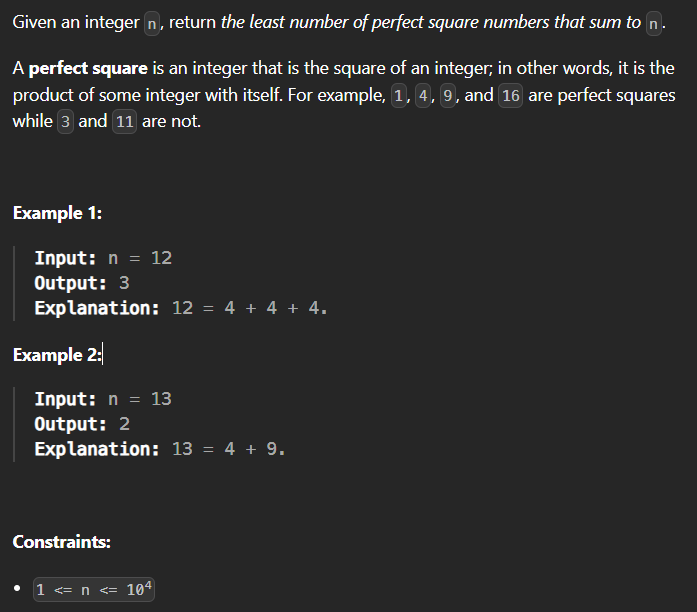 Given an integer n, return the least number of perfect square numbers that sum to n.
A perfect square is an integer that is the square of an integer; in other words, it is the
product of some integer with itself. For example, 1, 4, 9, and 16 are perfect squares
while 3 and 11 are not.
Example 1:
Input: n = 12
Output: 3
Explanation: 12 = 4 + 4 + 4.
Example 2:
Input: n = 13
Output: 2
Explanation: 13 = 4 + 9.
Constraints:
• 1 <= n <= 10⁴